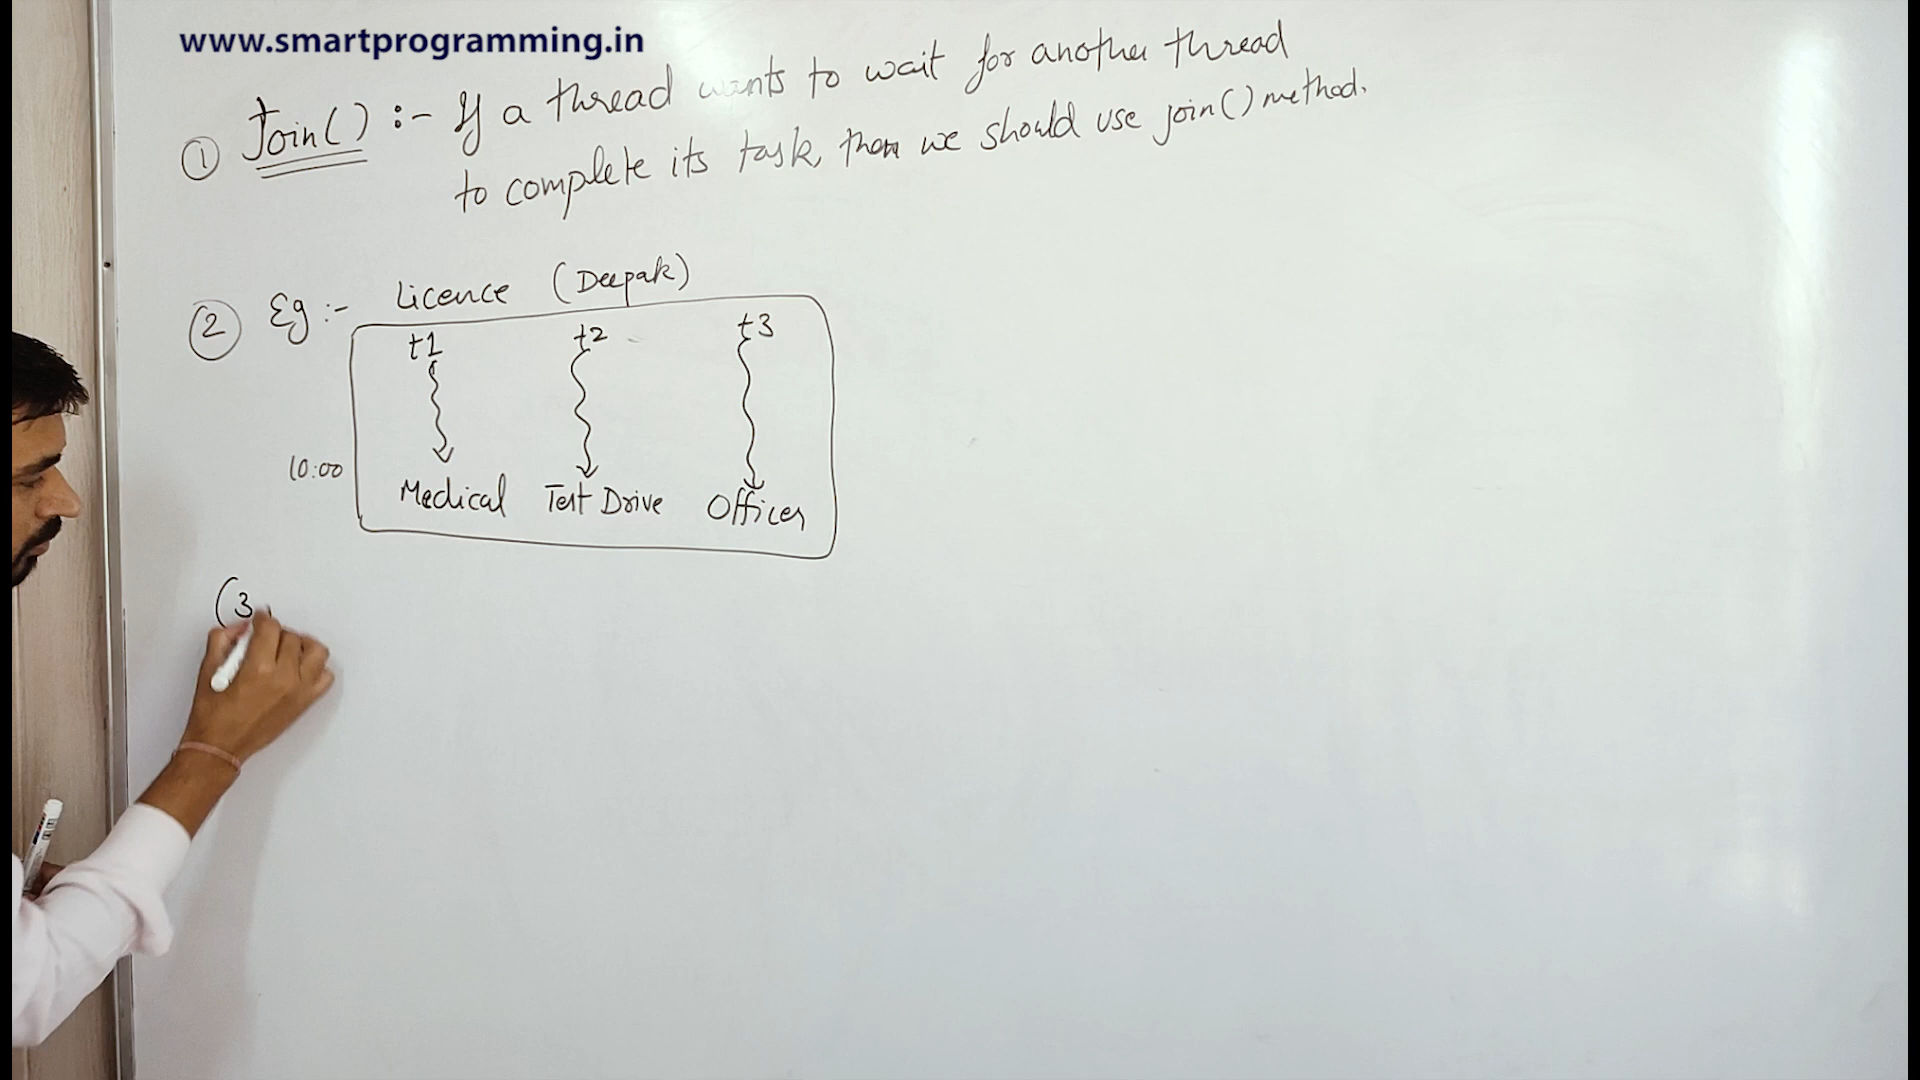 www.smartprogramming.in
① Join() :- If a thread wants to wait for another thread
to complete its task, then we should use join() method.
② Eg :- Licence (Deepak)
t1 t2 t3
10:00
Medical Test Drive Officer
(3